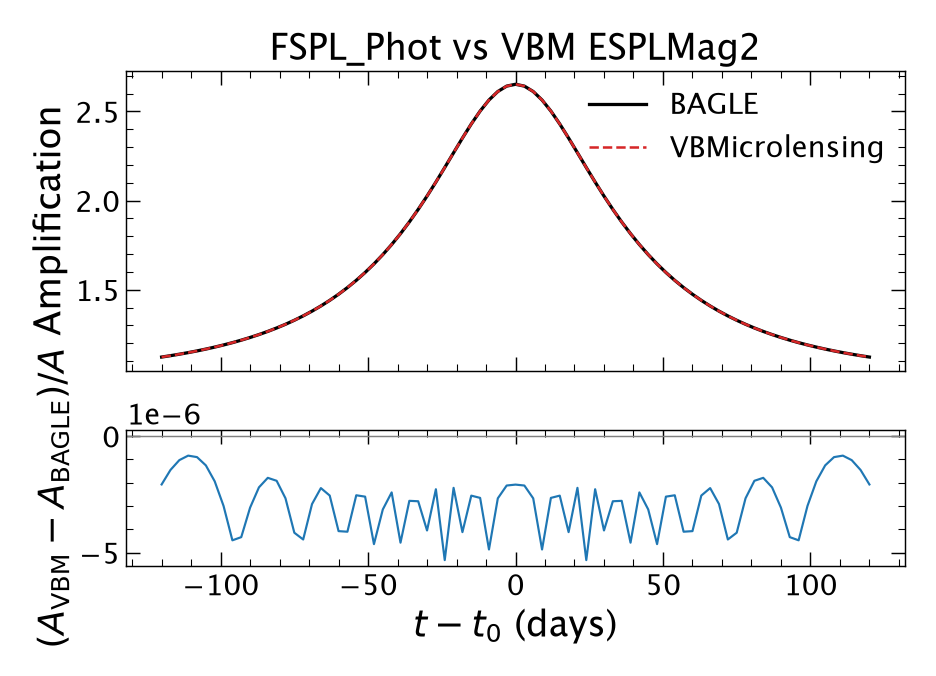 FSPL_Phot vs VBM ESPLMag2
Amplification
2.5
2.0
1.5
BAGLE
VBMicrolensing
(A_VBM − A_BAGLE)/A
1e−6
0
−5
−100
−50
0
50
100
t − t₀ (days)